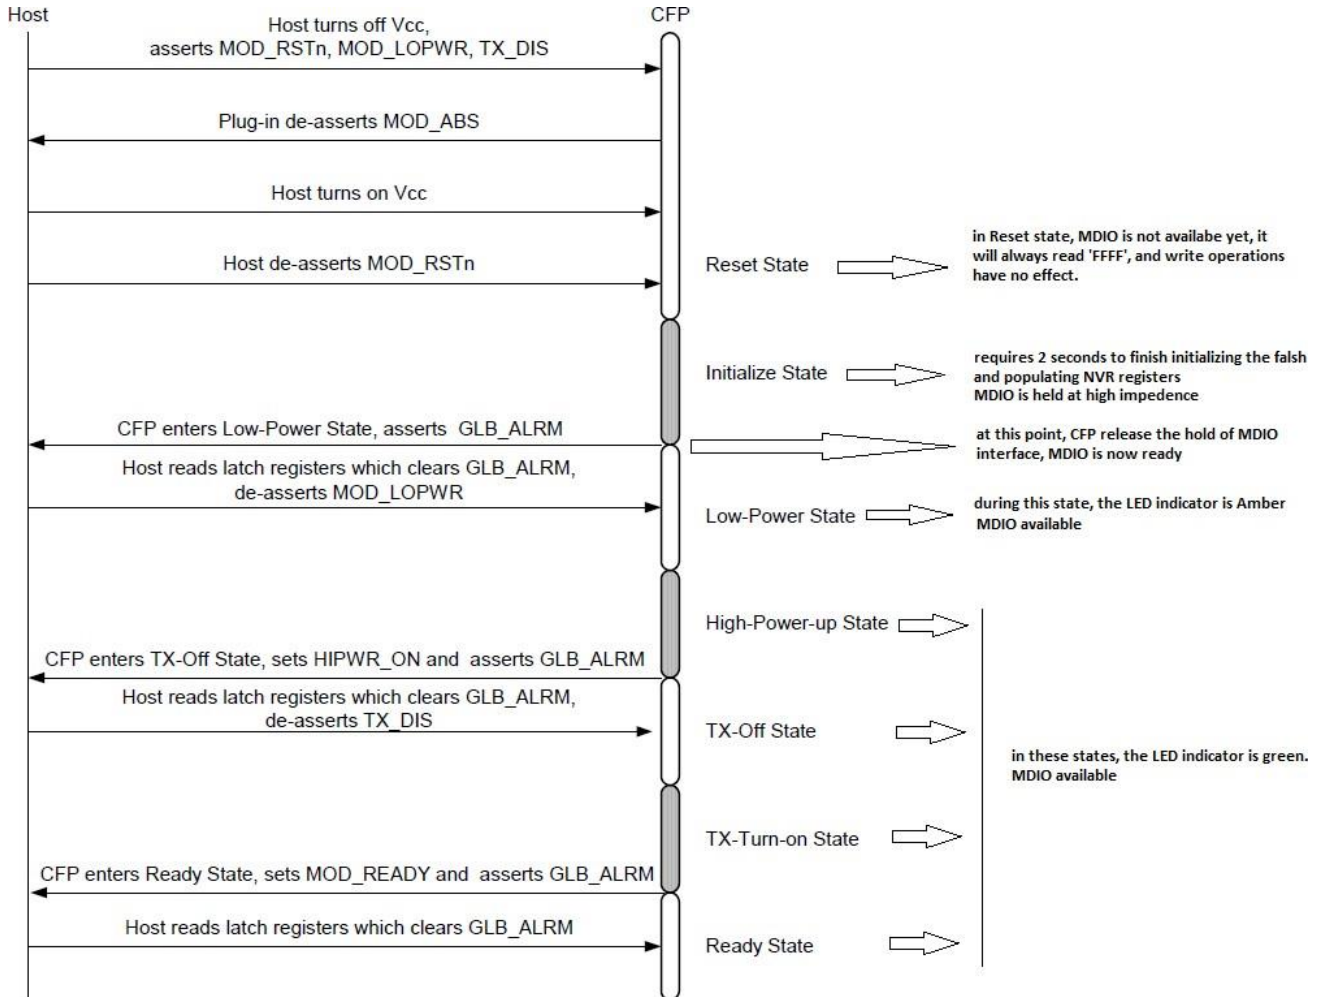 Host
CFP
Host turns off Vcc,
asserts MOD_RSTn, MOD_LOPWR, TX_DIS
Plug-in de-asserts MOD_ABS
Host turns on Vcc
Host de-asserts MOD_RSTn
Reset State
in Reset state, MDIO is not availabe yet, it
will always read 'FFFF', and write operations
have no effect.
Initialize State
requires 2 seconds to finish initializing the falsh
and populating NVR registers
MDIO is held at high impedence
CFP enters Low-Power State, asserts GLB_ALRM
at this point, CFP release the hold of MDIO
interface, MDIO is now ready
Host reads latch registers which clears GLB_ALRM,
de-asserts MOD_LOPWR
Low-Power State
during this state, the LED indicator is Amber
MDIO available
High-Power-up State
CFP enters TX-Off State, sets HIPWR_ON and asserts GLB_ALRM
Host reads latch registers which clears GLB_ALRM,
de-asserts TX_DIS
TX-Off State
in these states, the LED indicator is green.
MDIO available
TX-Turn-on State
CFP enters Ready State, sets MOD_READY and asserts GLB_ALRM
Host reads latch registers which clears GLB_ALRM
Ready State